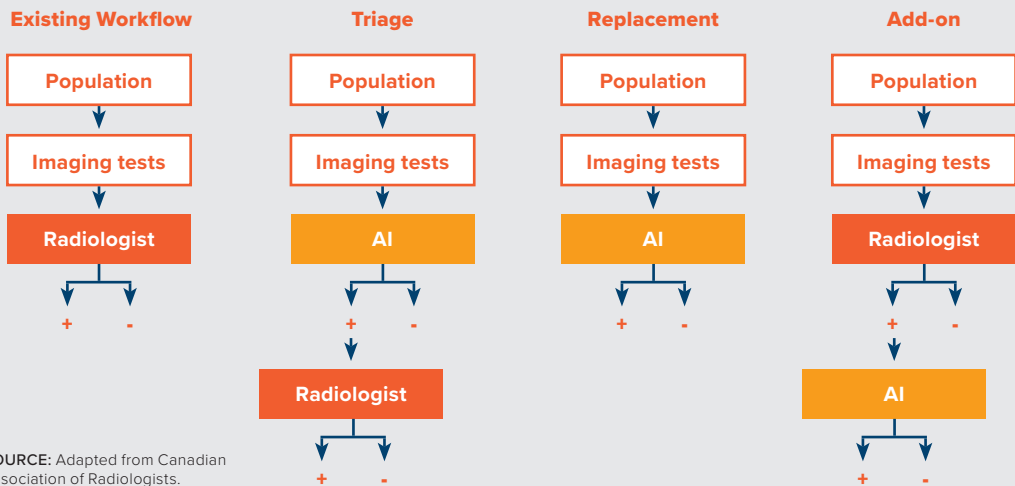 Existing Workflow
Population
Imaging tests
Radiologist
+ -
Triage
Population
Imaging tests
AI
+ -
Radiologist
+ -
Replacement
Population
Imaging tests
AI
+ -
Add-on
Population
Imaging tests
Radiologist
+ -
AI
+ -
OURCE: Adapted from Canadian
sociation of Radiologists.